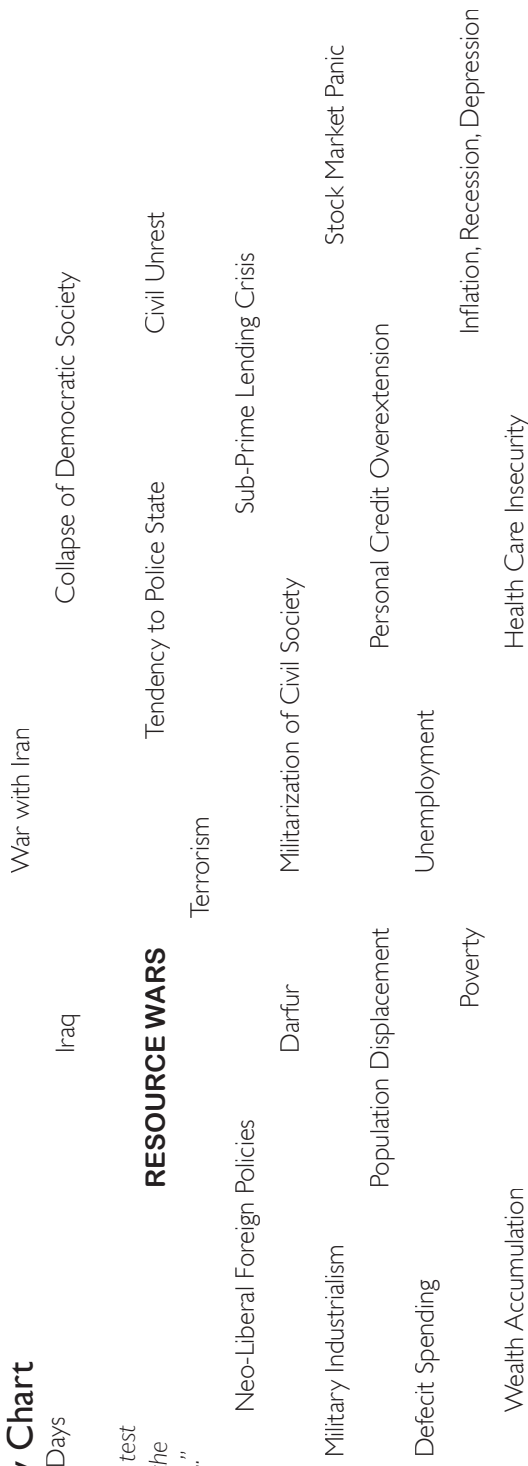 y Chart
War with Iran
Days
Iraq
Collapse of Democratic Society
test
the
”
RESOURCE WARS
Tendency to Police State
Civil Unrest
Terrorism
Neo-Liberal Foreign Policies
Sub-Prime Lending Crisis
Darfur
Militarization of Civil Society
Military Industrialism
Stock Market Panic
Population Displacement
Personal Credit Overextension
Defecit Spending
Unemployment
Poverty
Inflation, Recession, Depression
Wealth Accumulation
Health Care Insecurity